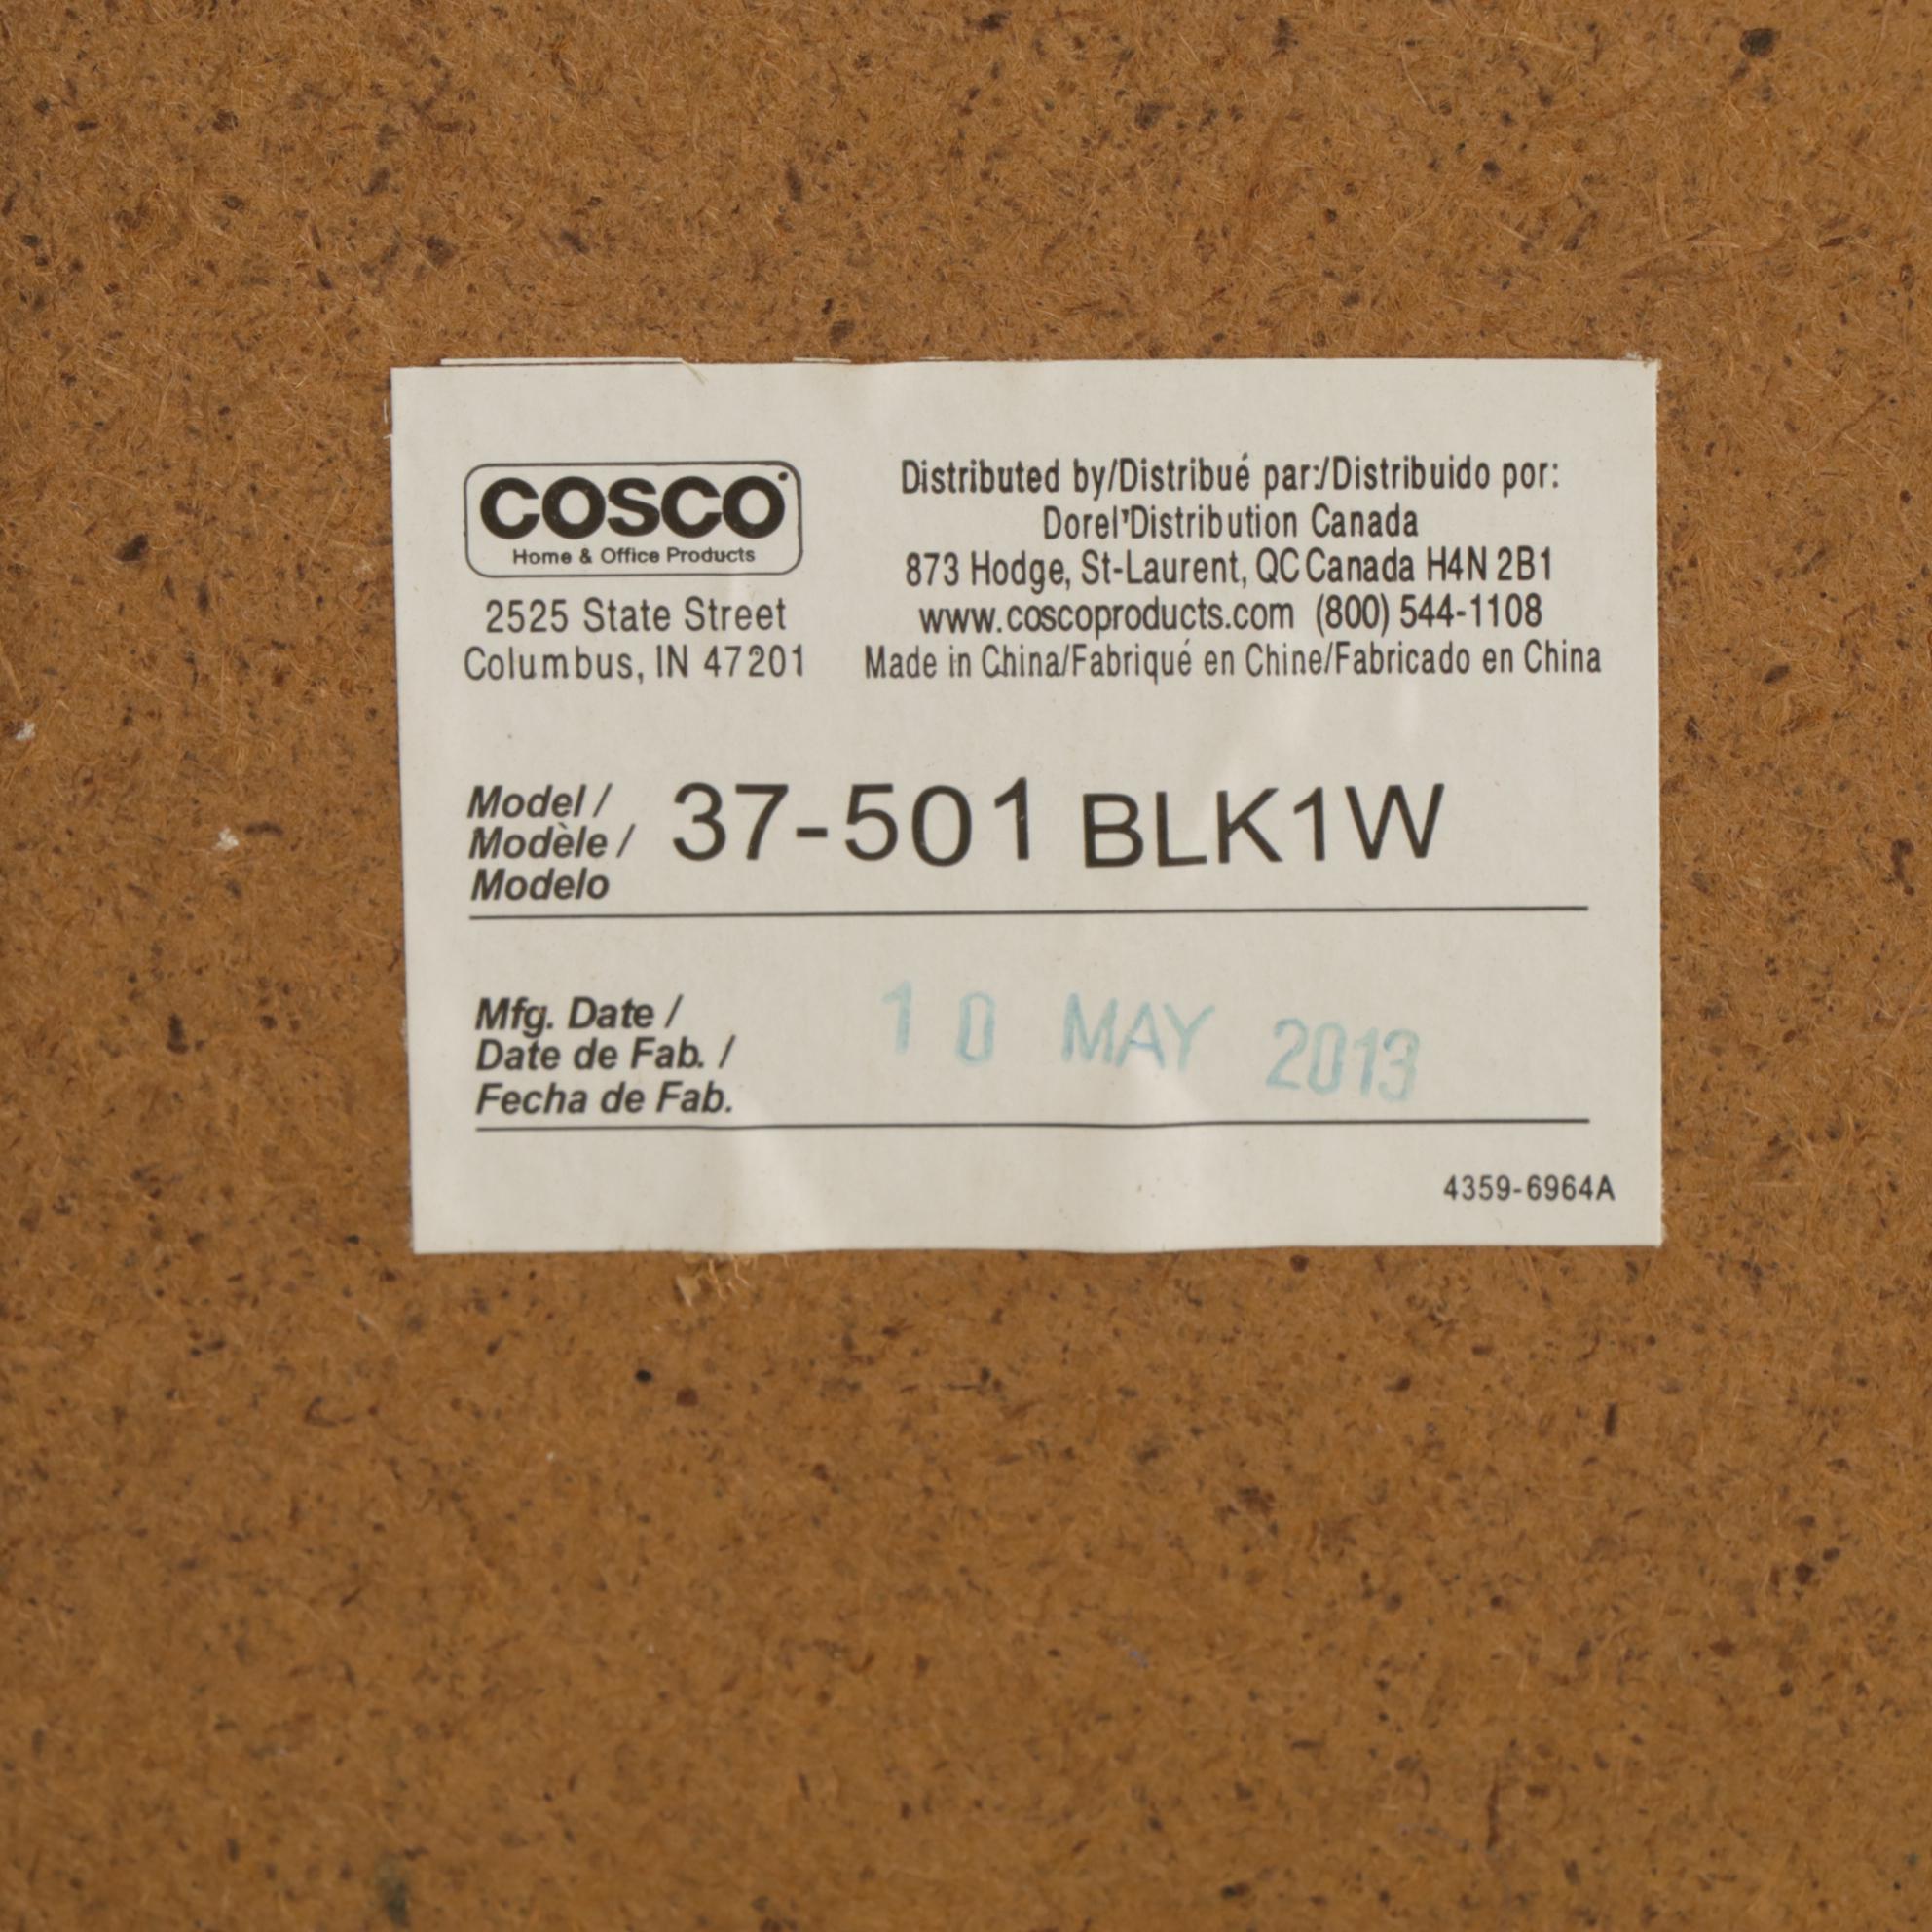 COSCO
Home & Office Products
2525 State Street
Columbus, IN 47201
Distributed by/Distribué par:/Distribuido por:
Dorel Distribution Canada
873 Hodge, St-Laurent, QC Canada H4N 2B1
www.coscoproducts.com (800) 544-1108
Made in China/Fabriqué en Chine/Fabricado en China
Model /
Modèle /
Modelo
37-501 BLK1W
Mfg. Date /
Date de Fab. /
Fecha de Fab.
10 MAY 2013
4359-6964A